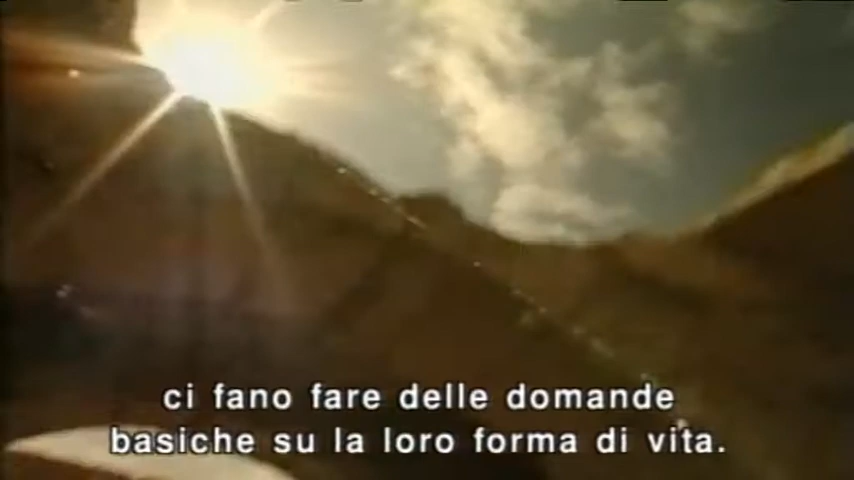 ci fano fare delle domande
basiche su la loro forma di vita.